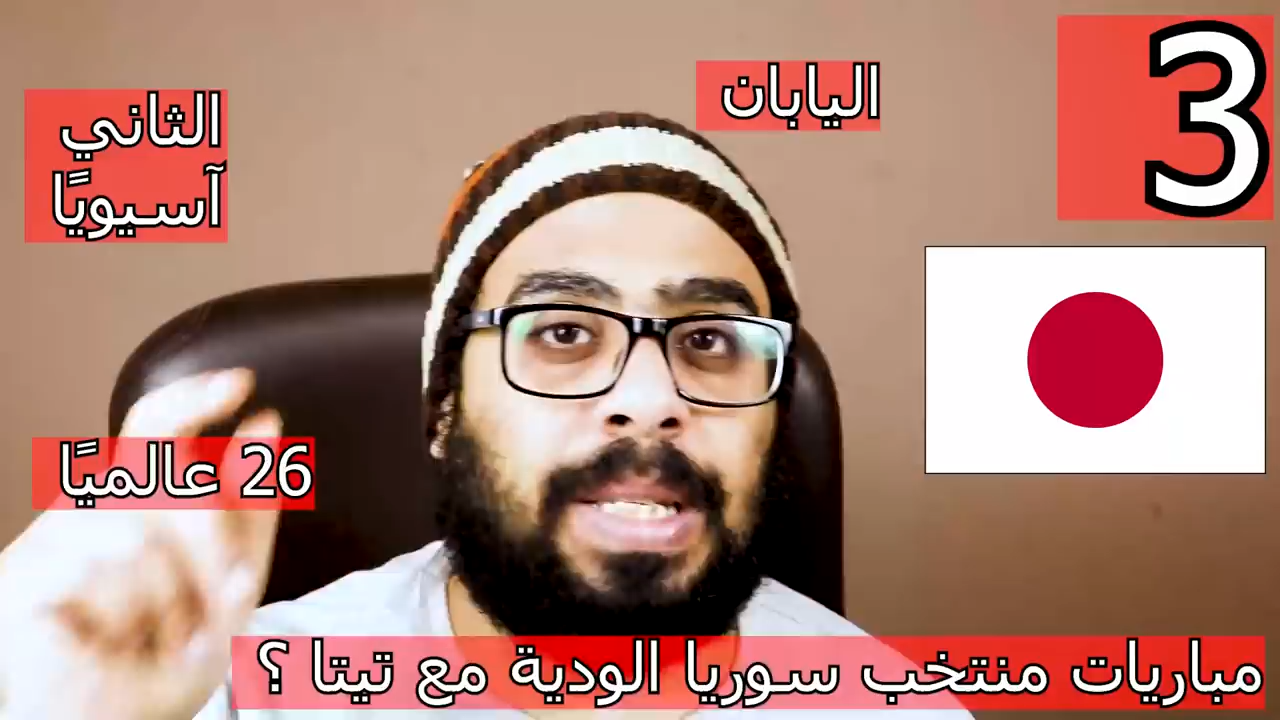 3
اليابان
الثاني
آسيويًا
26 عالميًا
مباريات منتخب سوريا الودية مع تيتا ؟